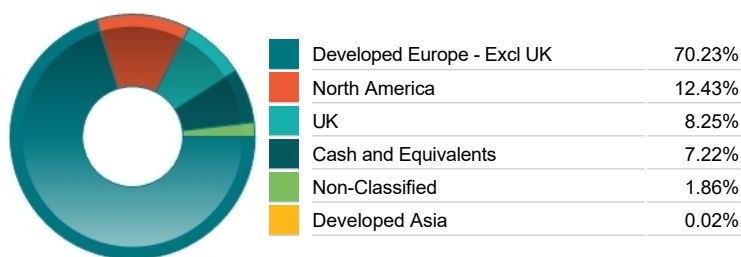 Developed Europe - Excl UK 70.23%
North America 12.43%
UK 8.25%
Cash and Equivalents 7.22%
Non-Classified 1.86%
Developed Asia 0.02%